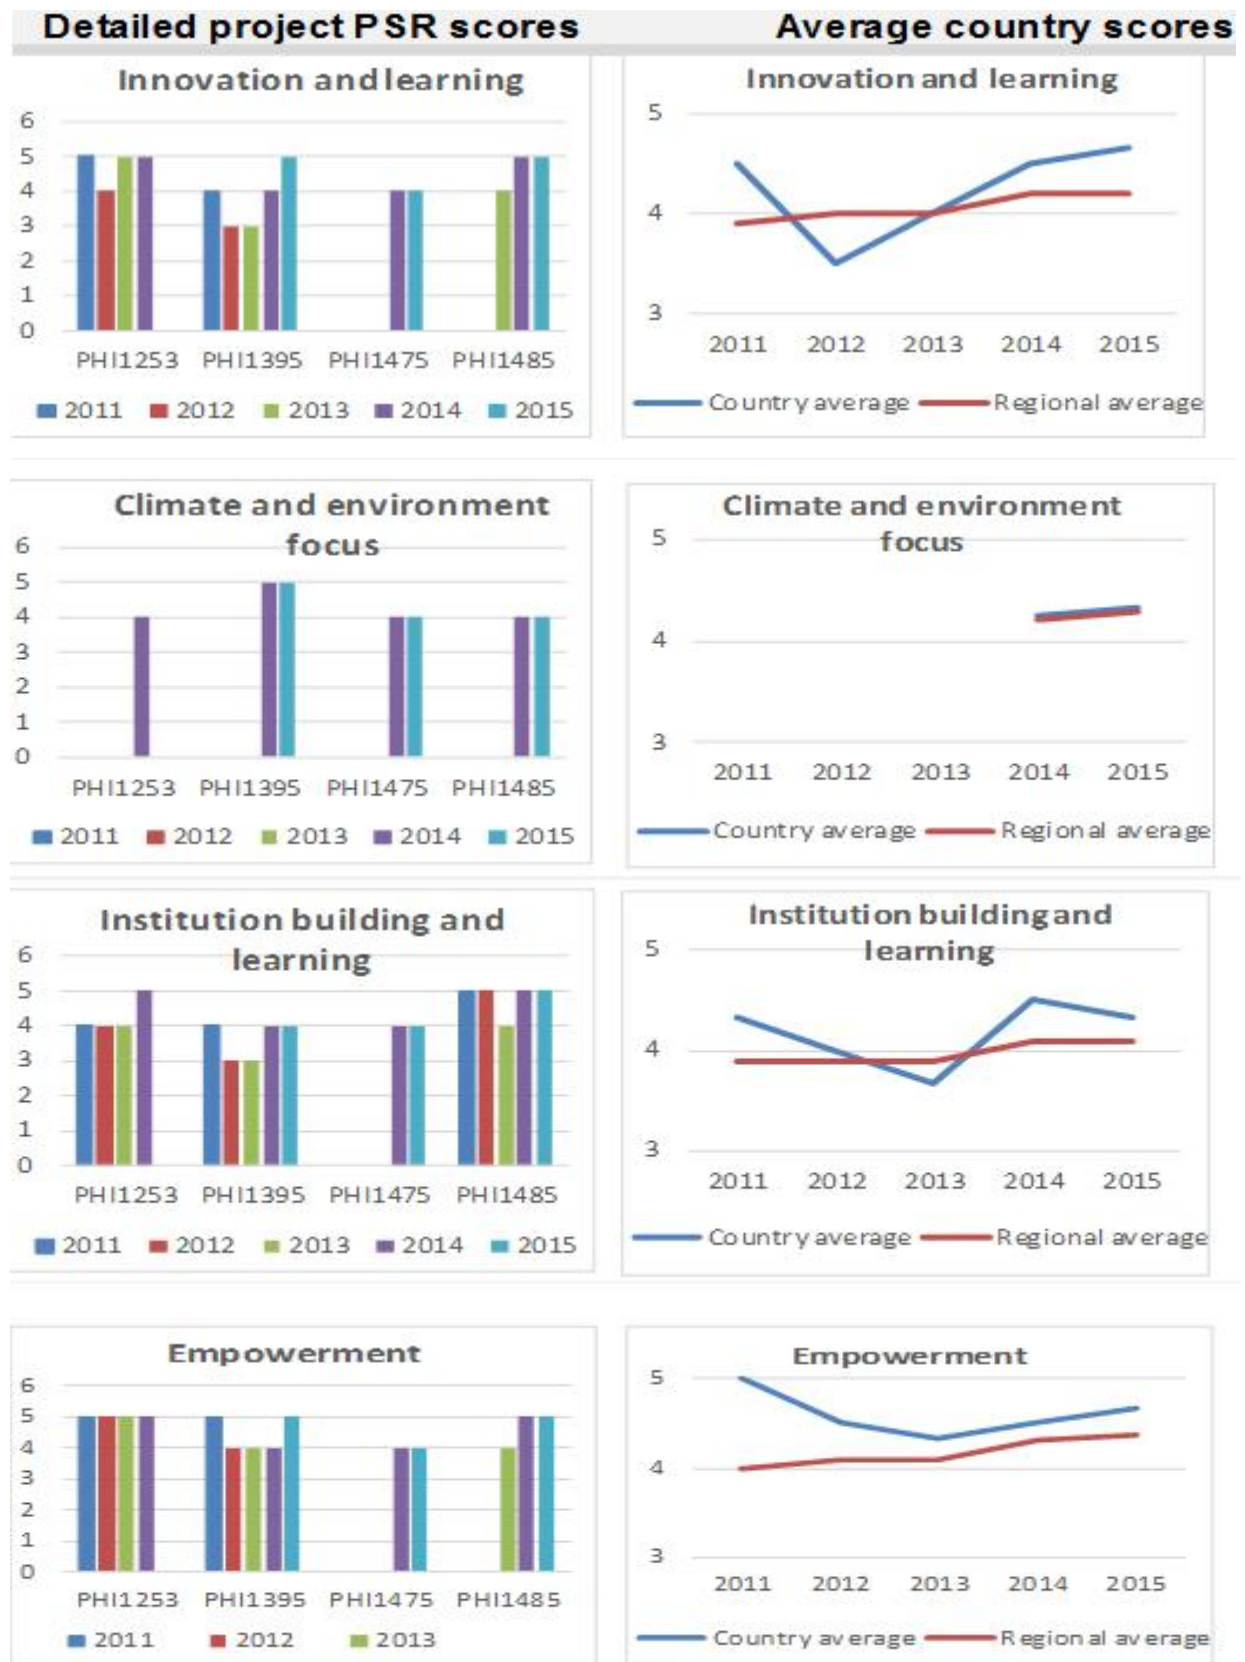 Detailed project PSR scores
Average country scores
Innovation and learning
6
5
4
3
2
1
0
PHI1253 PHI1395 PHI1475 PHI1485
2011 2012 2013 2014 2015
Innovation and learning
5
4
3
2011 2012 2013 2014 2015
Country average Regional average
Climate and environment
focus
6
5
4
3
2
1
0
PHI1253 PHI1395 PHI1475 PHI1485
2011 2012 2013 2014 2015
Climate and environment
focus
5
4
3
2011 2012 2013 2014 2015
Country average Regional average
Institution building and
learning
6
5
4
3
2
1
0
PHI1253 PHI1395 PHI1475 PHI1485
2011 2012 2013 2014 2015
Institution building and
learning
5
4
3
2011 2012 2013 2014 2015
Country average Regional average
Empowerment
6
5
4
3
2
1
0
PHI1253 PHI1395 PHI1475 PHI1485
2011 2012 2013
Empowerment
5
4
3
2011 2012 2013 2014 2015
Country average Regional average